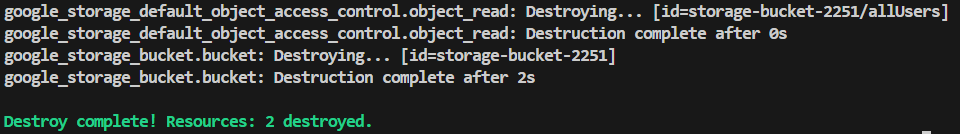 google_storage_default_object_access_control.object_read: Destroying... [id=storage-bucket-2251/allUsers]
google_storage_default_object_access_control.object_read: Destruction complete after 0s
google_storage_bucket.bucket: Destroying... [id=storage-bucket-2251]
google_storage_bucket.bucket: Destruction complete after 2s
Destroy complete! Resources: 2 destroyed.